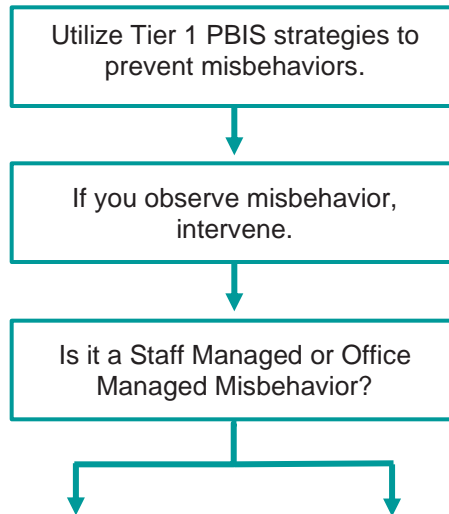 Utilize Tier 1 PBIS strategies to
prevent misbehaviors.
If you observe misbehavior,
intervene.
Is it a Staff Managed or Office
Managed Misbehavior?